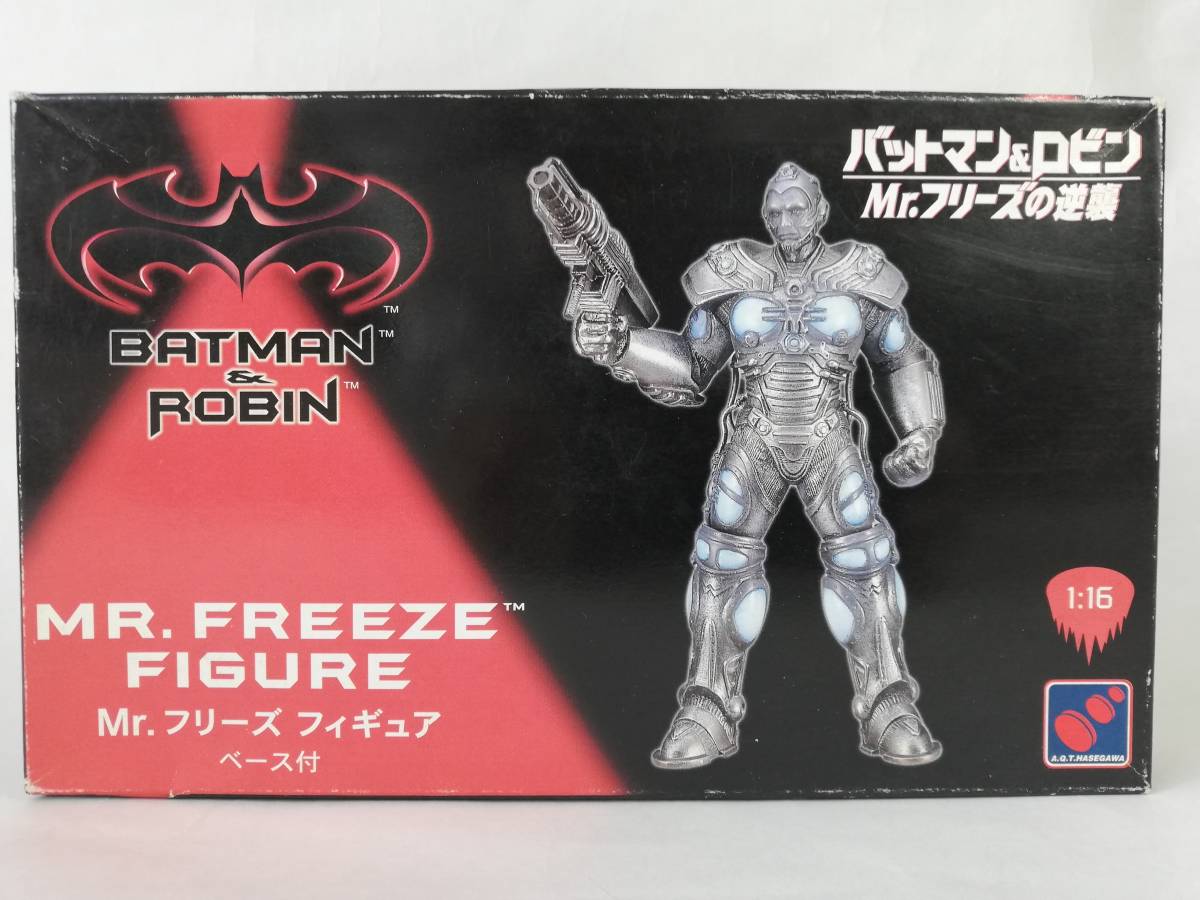 バットマン&ロビン
Mr.フリーズの逆襲
BATMAN™
&
ROBIN™
™
MR. FREEZE™
FIGURE
Mr. フリーズ フィギュア
ベース付
1:16
A.Q.T.HASEGAWA